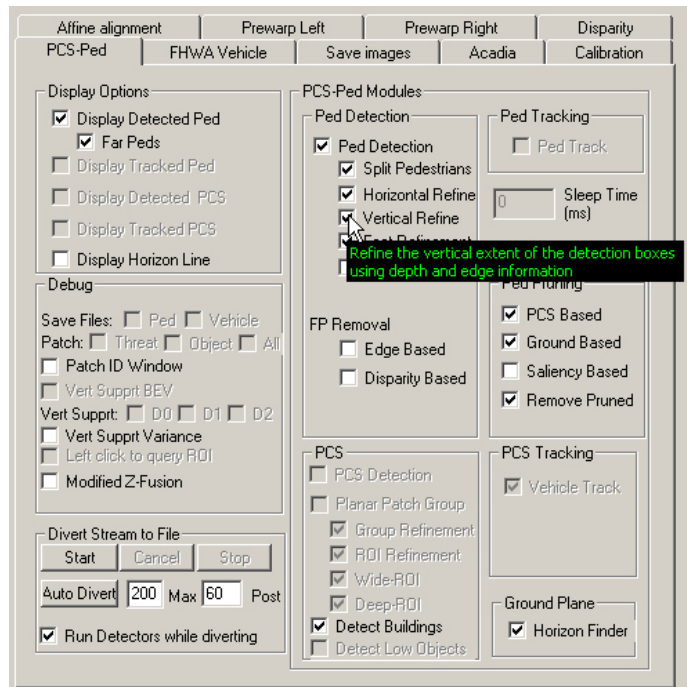 Affine alignment
Prewarp Left
Prewarp Right
Disparity
PCS-Ped
FHWA Vehicle
Save images
Acadia
Calibration
Display Options
Display Detected Ped
Far Peds
Display Tracked Ped
Display Detected PCS
Display Tracked PCS
Display Horizon Line
Debug
Save Files: Ped Vehicle
Patch: Threat Object All
Patch ID Window
Vert Supprt BEV
Vert Supprt: D0 D1 D2
Vert Supprt Variance
Left click to query ROI
Modified Z-Fusion
Divert Stream to File
Start Cancel Stop
Auto Divert 200 Max 60 Post
Run Detectors while diverting
PCS-Ped Modules
Ped Detection
Ped Detection
Split Pedestrians
Horizontal Refine
Vertical Refine
Refine the vertical extent of the detection boxes
using depth and edge information
FP Removal
Edge Based
Disparity Based
Ped Tracking
Ped Track
0 Sleep Time
(ms)
Ped Pruning
PCS Based
Ground Based
Saliency Based
Remove Pruned
PCS
PCS Detection
Planar Patch Group
Group Refinement
ROI Refinement
Wide-ROI
Deep-ROI
Detect Buildings
Detect Low Objects
PCS Tracking
Vehicle Track
Ground Plane
Horizon Finder